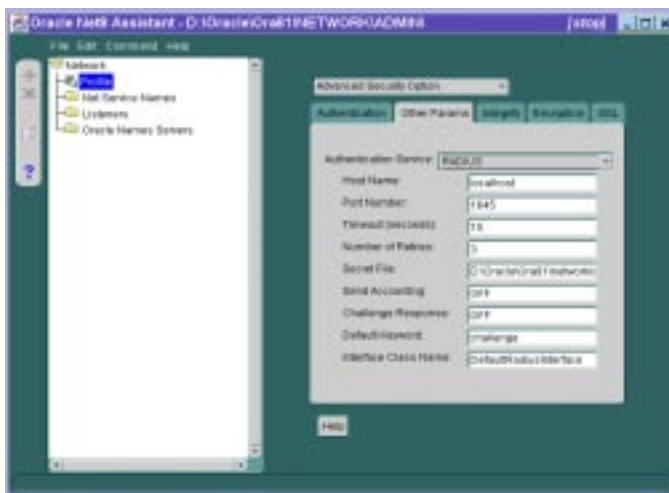 Oracle Net8 Assistant - D:\Oracle\Ora81\NETWORK\ADMIN\
File Edit Command Help
Network
Profile
Net Service Names
Listeners
Oracle Names Servers
Advanced Security Option
Authentication Other Params Integrity Encryption SSL
Authentication Service: RADIUS
Host Name: localhost
Port Number: 1645
Timeout (seconds):
Number of Retries: 3
Secret File: D:\Oracle\Ora81\network\
Send Accounting: OFF
Challenge Response: OFF
Default Keyword: challenge
Interface Class Name: DefaultRadiusInterface
Help